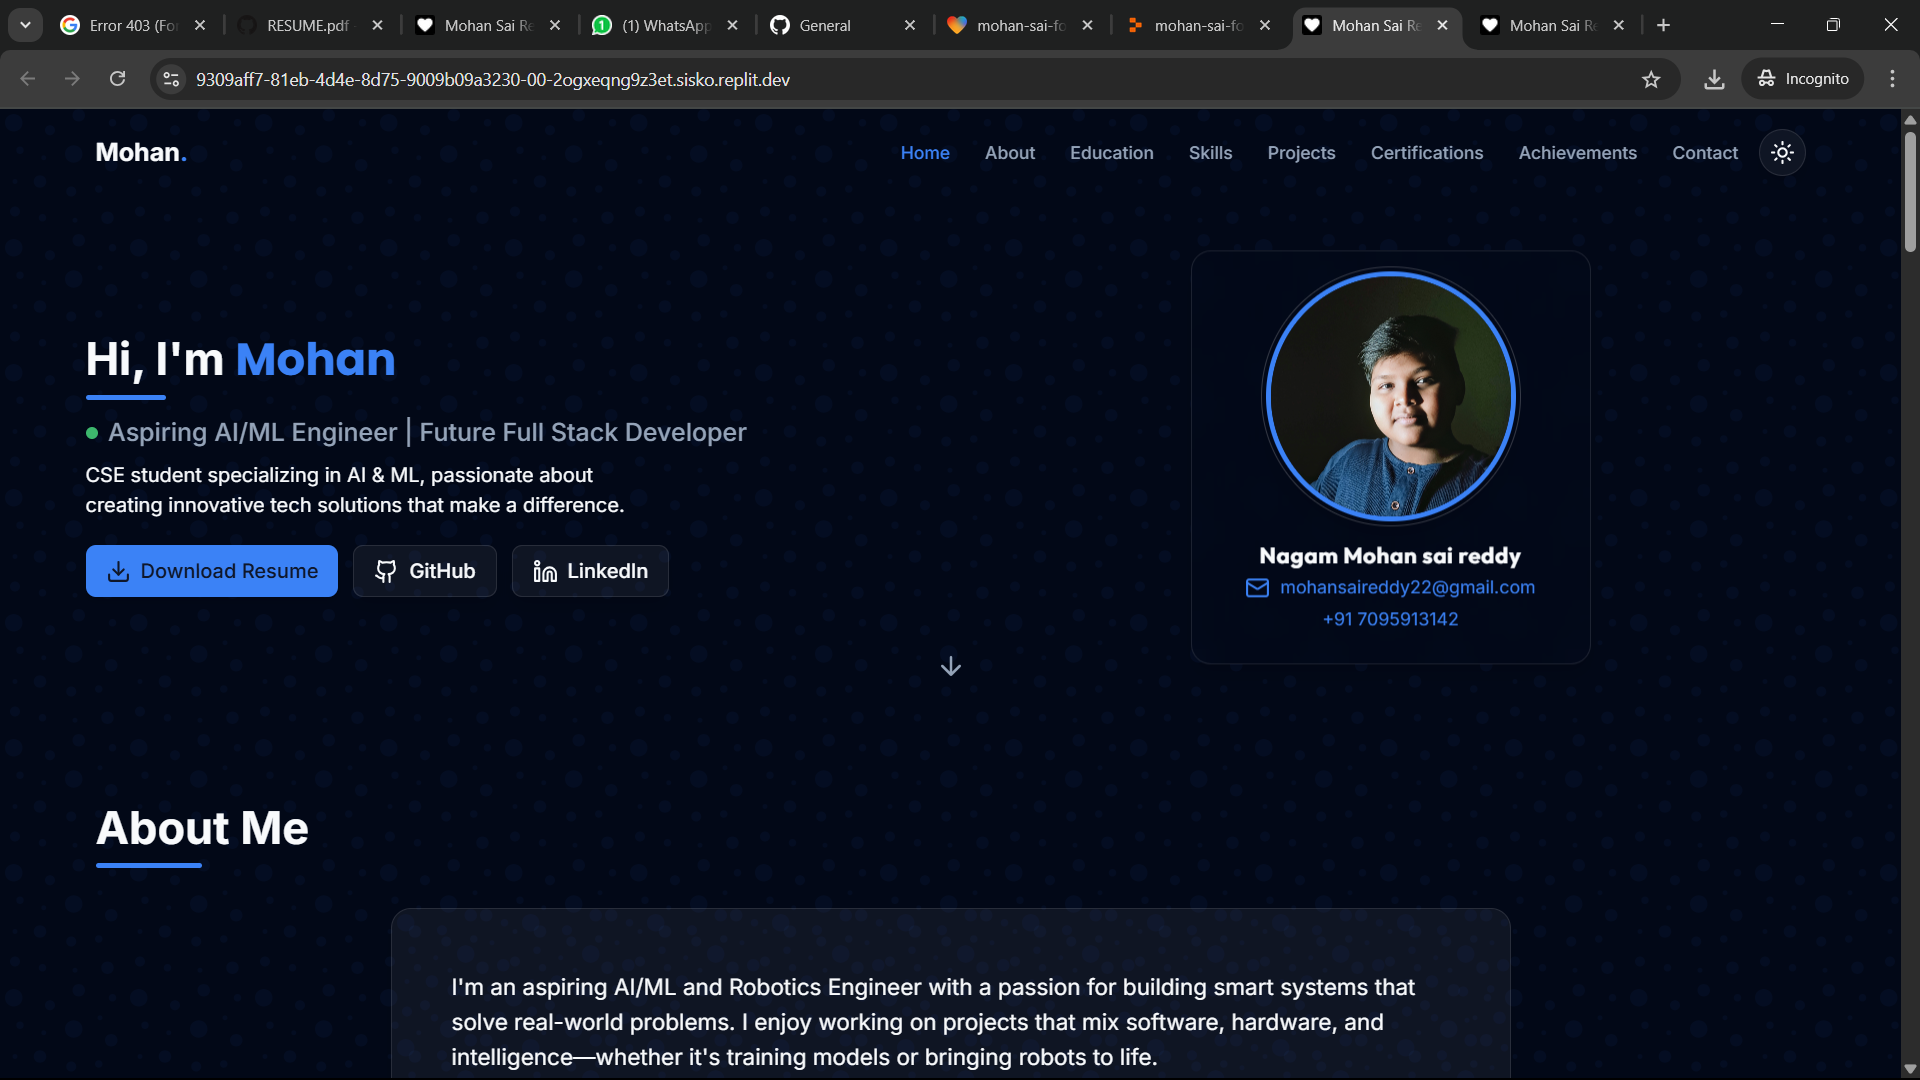 Error 403 (Fo
RESUME.pdf
Mohan Sai Re
(1) WhatsApp
General
mohan-sai-fo
mohan-sai-fo
Mohan Sai Re
Mohan Sai Re
9309aff7-81eb-4d4e-8d75-9009b09a3230-00-2ogxeqng9z3et.sisko.replit.dev
Incognito
Mohan.
Home
About
Education
Skills
Projects
Certifications
Achievements
Contact
Hi, I'm Mohan
Aspiring AI/ML Engineer | Future Full Stack Developer
CSE student specializing in AI & ML, passionate about
creating innovative tech solutions that make a difference.
Download Resume
GitHub
LinkedIn
Nagam Mohan sai reddy
mohansaireddy22@gmail.com
+91 7095913142
About Me
I'm an aspiring AI/ML and Robotics Engineer with a passion for building smart systems that
solve real-world problems. I enjoy working on projects that mix software, hardware, and
intelligence—whether it's training models or bringing robots to life.